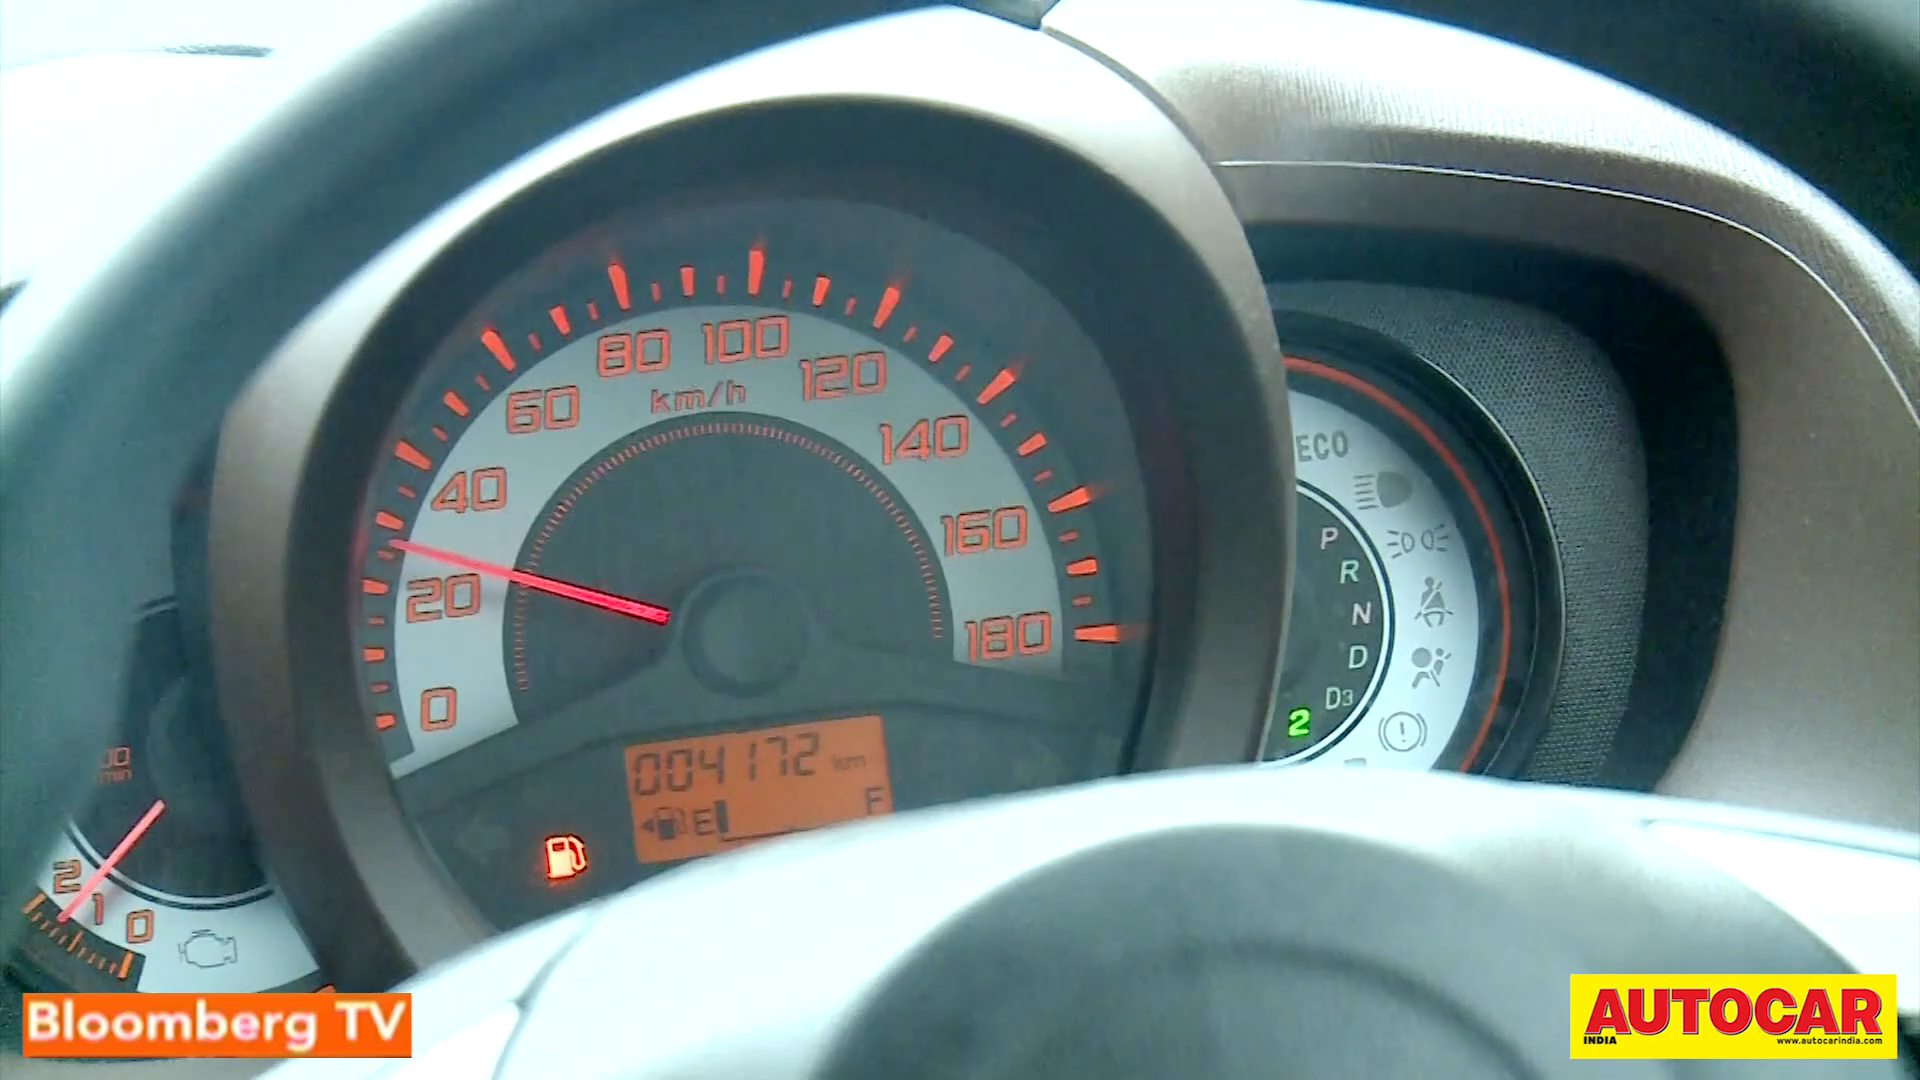 80 100
60 120
km/h
40 140
20 160
0 180
004172 km
E F
2 1 0
ECO
P
R
N
D
D3
2
Bloomberg TV
AUTOCAR
INDIA www.autocarindia.com